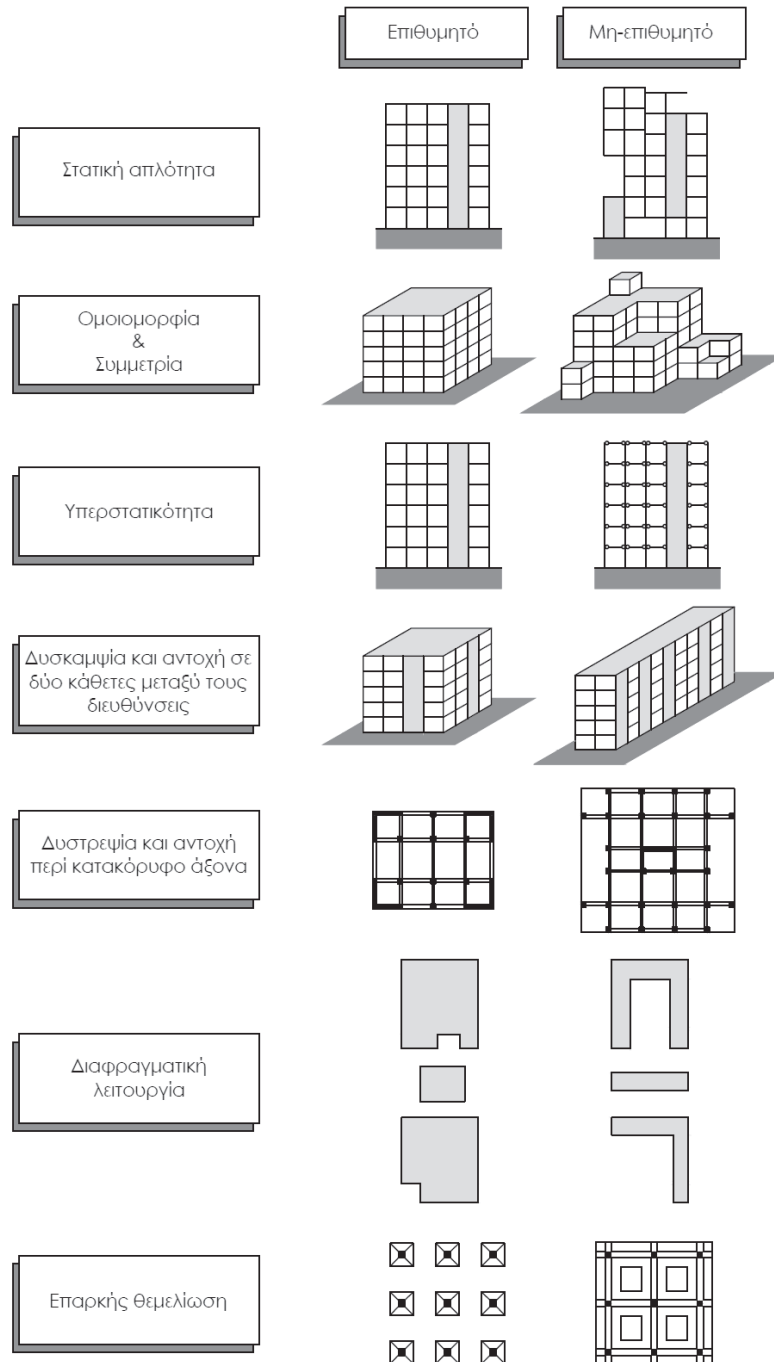 Επιθυμητό
Μη-επιθυμητό
Στατική απλότητα
Ομοιομορφία
&
Συμμετρία
Υπερστατικότητα
Δυσκαμψία και αντοχή σε
δύο κάθετες μεταξύ τους
διευθύνσεις
Δυστρεψία και αντοχή
περί κατακόρυφο άξονα
Διαφραγματική
λειτουργία
Επαρκής θεμελίωση